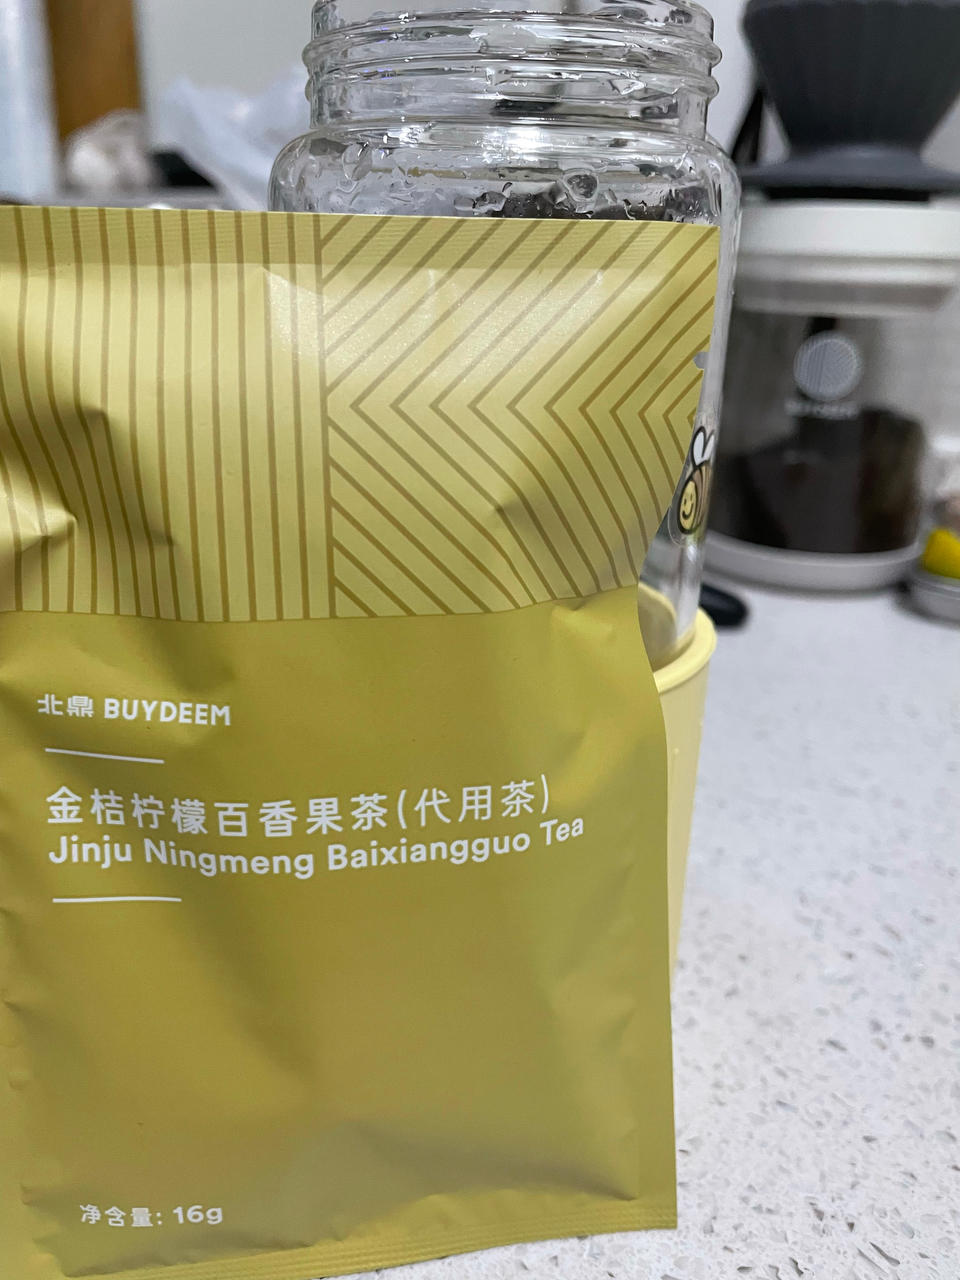 北鼎 BUYDEEM
金桔柠檬百香果茶(代用茶)
Jinju Ningmeng Baixiangguo Tea
净含量: 16g